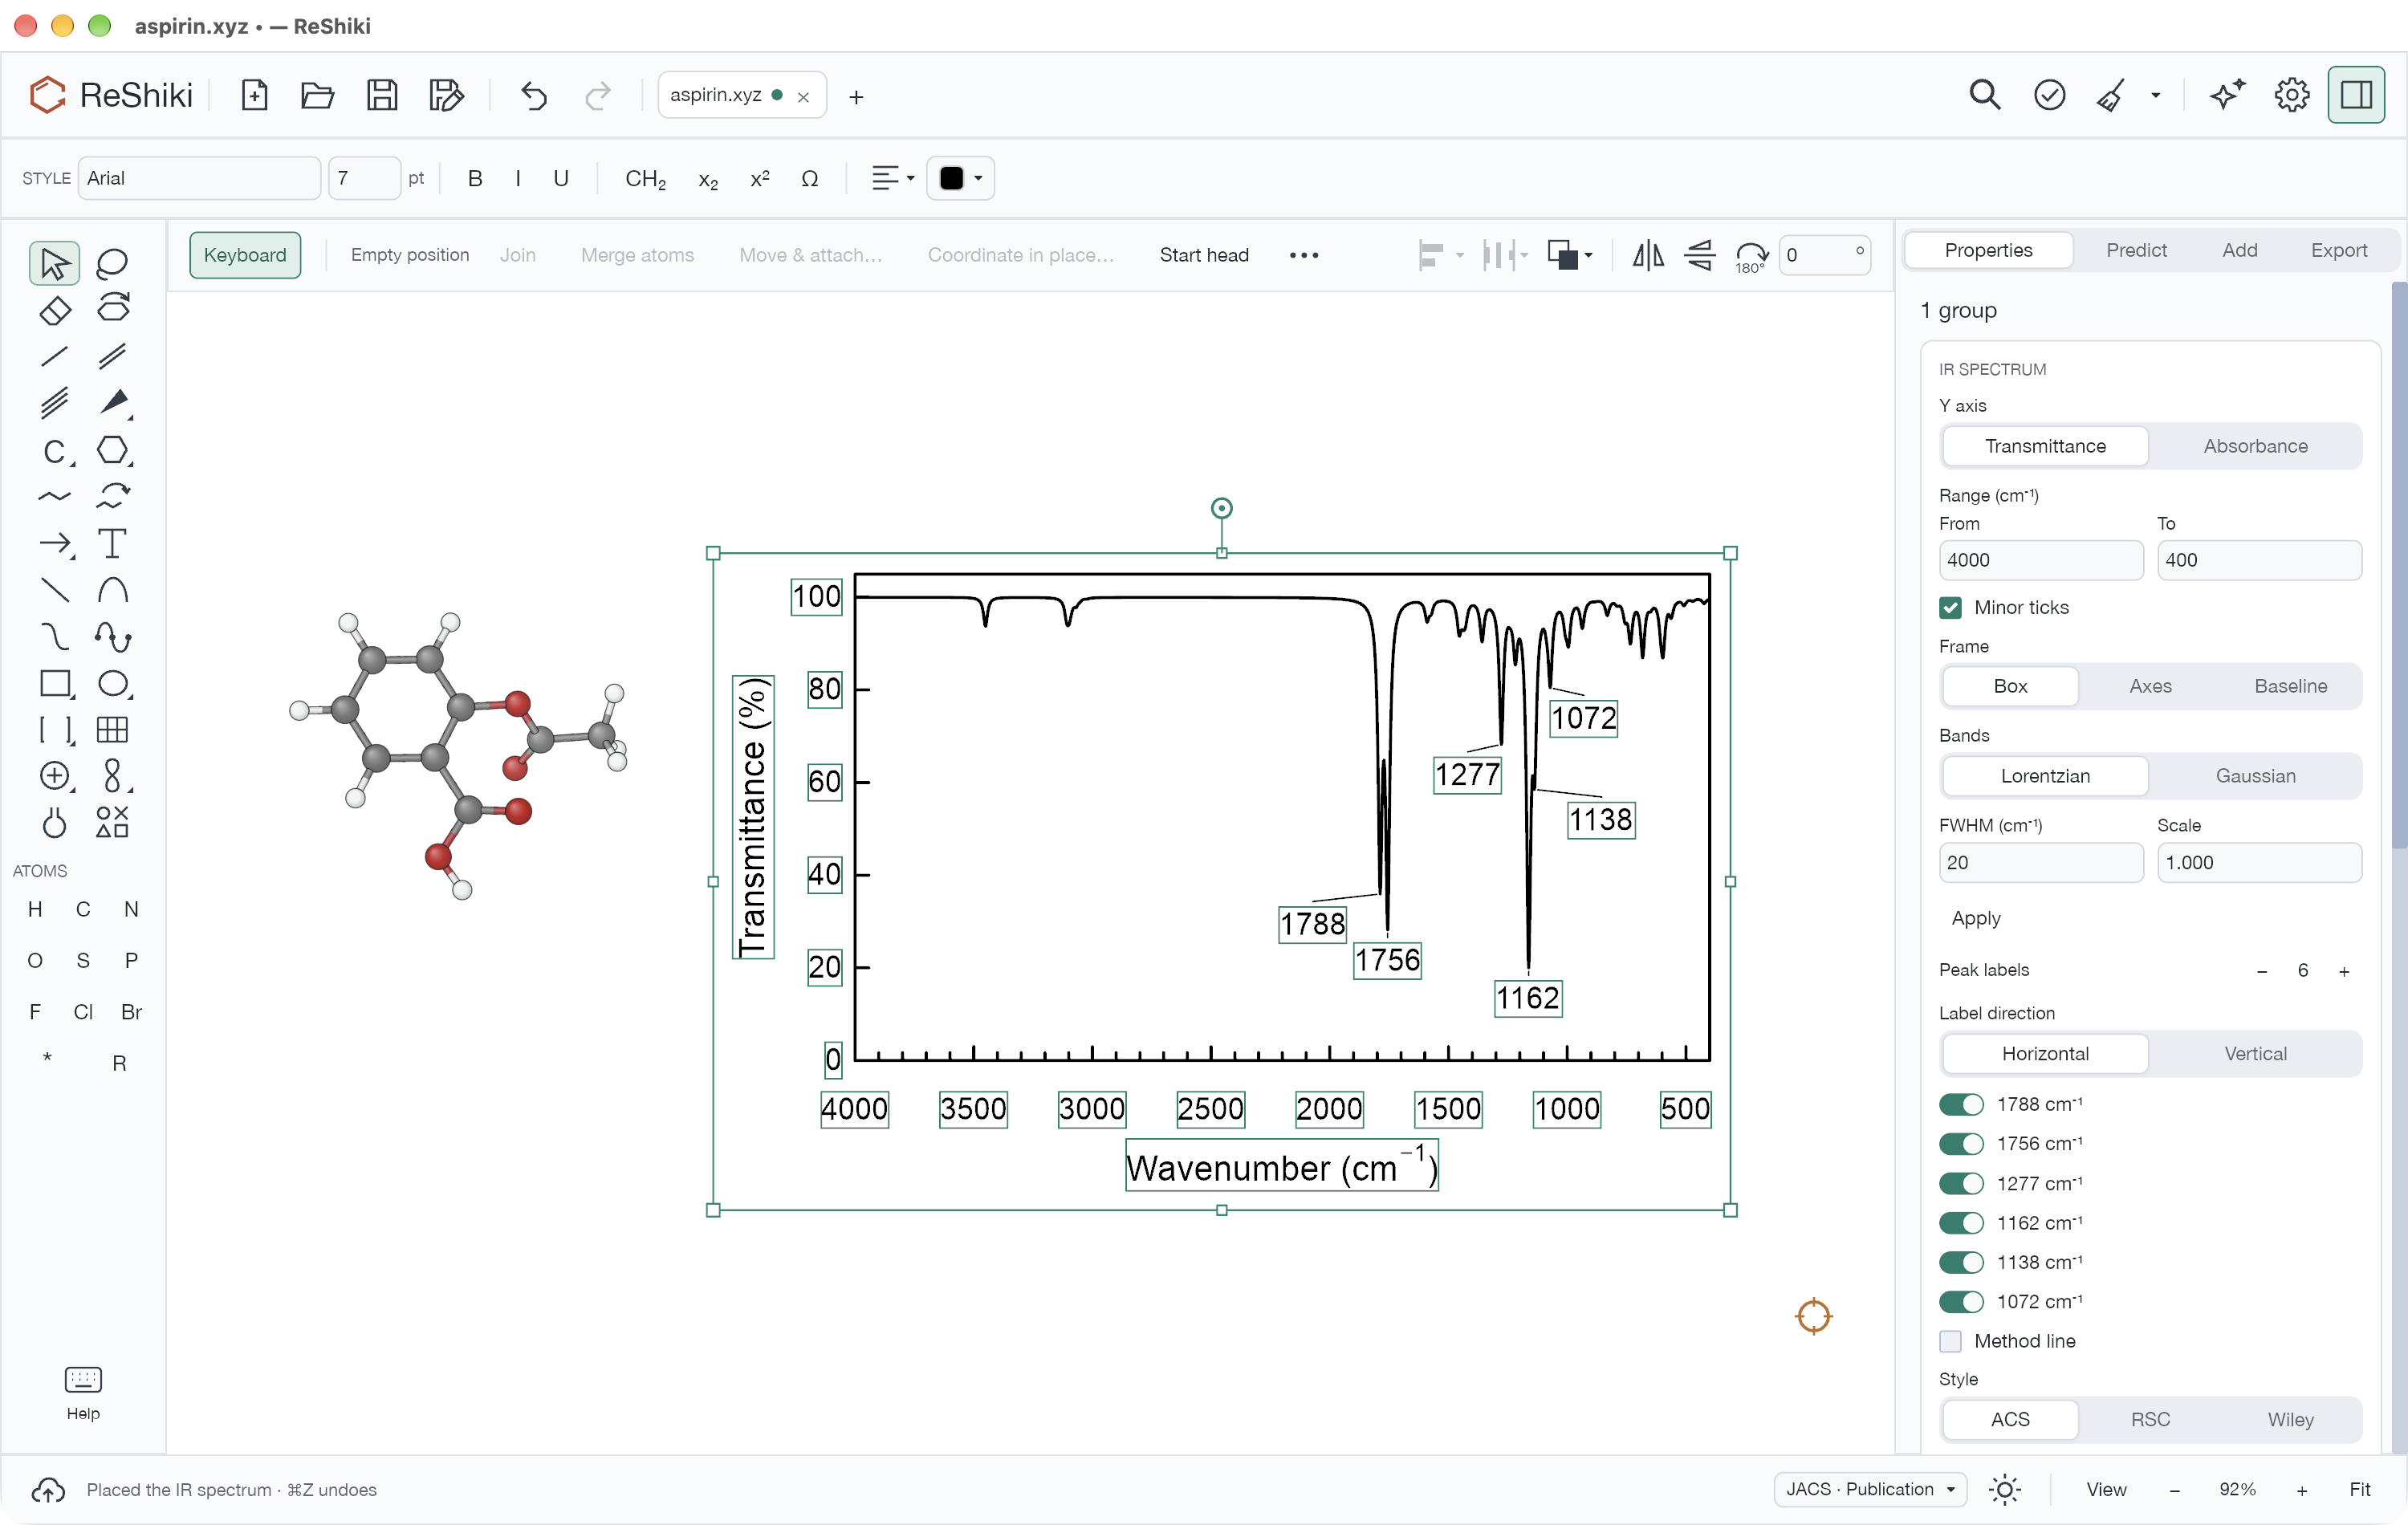 aspirin.xyz • — ReShiki
ReShiki
aspirin.xyz
STYLE Arial 7 pt B I U CH₂ x₂ x² Ω
Keyboard Empty position Join Merge atoms Move & attach... Coordinate in place... Start head ••• 180° 0 °
Properties Predict Add Export
1 group
IR SPECTRUM
Y axis
Transmittance Absorbance
Range (cm⁻¹)
From To
4000 400
Minor ticks
Frame
Box Axes Baseline
Bands
Lorentzian Gaussian
FWHM (cm⁻¹) Scale
20 1.000
Apply
Peak labels − 6 +
Label direction
Horizontal Vertical
1788 cm⁻¹
1756 cm⁻¹
1277 cm⁻¹
1162 cm⁻¹
1138 cm⁻¹
1072 cm⁻¹
Method line
Style
ACS RSC Wiley
C
T
ATOMS
H C N
O S P
F Cl Br
* R
Help
Transmittance (%)
100
80
60
40
20
0
1072
1277
1138
1788
1756
1162
4000 3500 3000 2500 2000 1500 1000 500
Wavenumber (cm⁻¹)
Placed the IR spectrum · ⌘Z undoes
JACS · Publication View − 92% + Fit